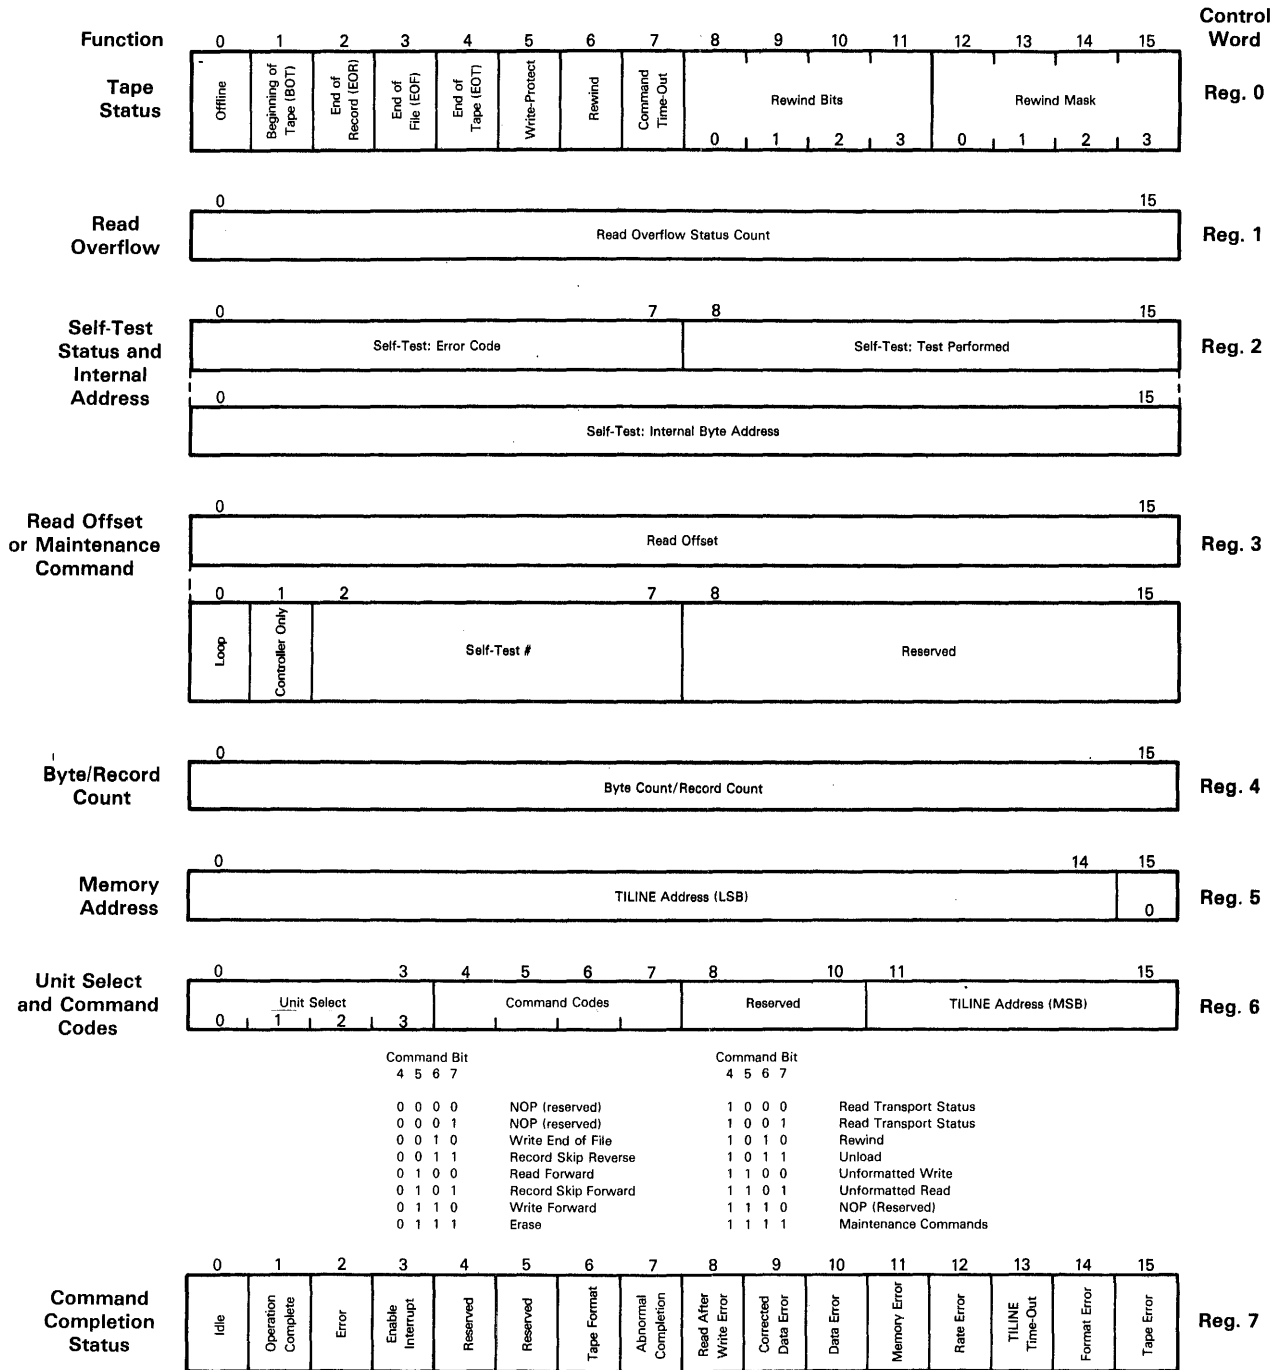 Control
Function 0 1 2 3 4 5 6 7 8 9 10 11 12 13 14 15 Word
Tape
Status
Offline
Beginning of
Tape (BOT)
End of
Record (EOR)
End of
File (EOF)
End of
Tape (EOT)
Write-Protect
Rewind
Command
Time-Out
Rewind Bits
0 1 2 3
Rewind Mask
0 1 2 3
Reg. 0
0 15
Read
Overflow
Read Overflow Status Count
Reg. 1
0 7 8 15
Self-Test
Status and
Internal
Address
Self-Test: Error Code
Self-Test: Test Performed
Reg. 2
0 15
Self-Test: Internal Byte Address
0 15
Read Offset
or Maintenance
Command
Read Offset
Reg. 3
0 1 2 7 8 15
Loop
Controller Only
Self-Test #
Reserved
0 15
Byte/Record
Count
Byte Count/Record Count
Reg. 4
0 14 15
Memory
Address
TILINE Address (LSB)
0
Reg. 5
0 3 4 5 6 7 8 10 11 15
Unit Select
and Command
Codes
Unit Select
0 1 2 3
Command Codes
Reserved
TILINE Address (MSB)
Reg. 6
Command Bit
4 5 6 7
0 0 0 0 NOP (reserved)
0 0 0 1 NOP (reserved)
0 0 1 0 Write End of File
0 0 1 1 Record Skip Reverse
0 1 0 0 Read Forward
0 1 0 1 Record Skip Forward
0 1 1 0 Write Forward
0 1 1 1 Erase
Command Bit
4 5 6 7
1 0 0 0 Read Transport Status
1 0 0 1 Read Transport Status
1 0 1 0 Rewind
1 0 1 1 Unload
1 1 0 0 Unformatted Write
1 1 0 1 Unformatted Read
1 1 1 0 NOP (Reserved)
1 1 1 1 Maintenance Commands
0 1 2 3 4 5 6 7 8 9 10 11 12 13 14 15
Command
Completion
Status
Idle
Operation
Complete
Error
Enable
Interrupt
Reserved
Reserved
Tape Format
Abnormal
Completion
Read After
Write Error
Corrected
Data Error
Data Error
Memory Error
Rate Error
TILINE
Time-Out
Format Error
Tape Error
Reg. 7